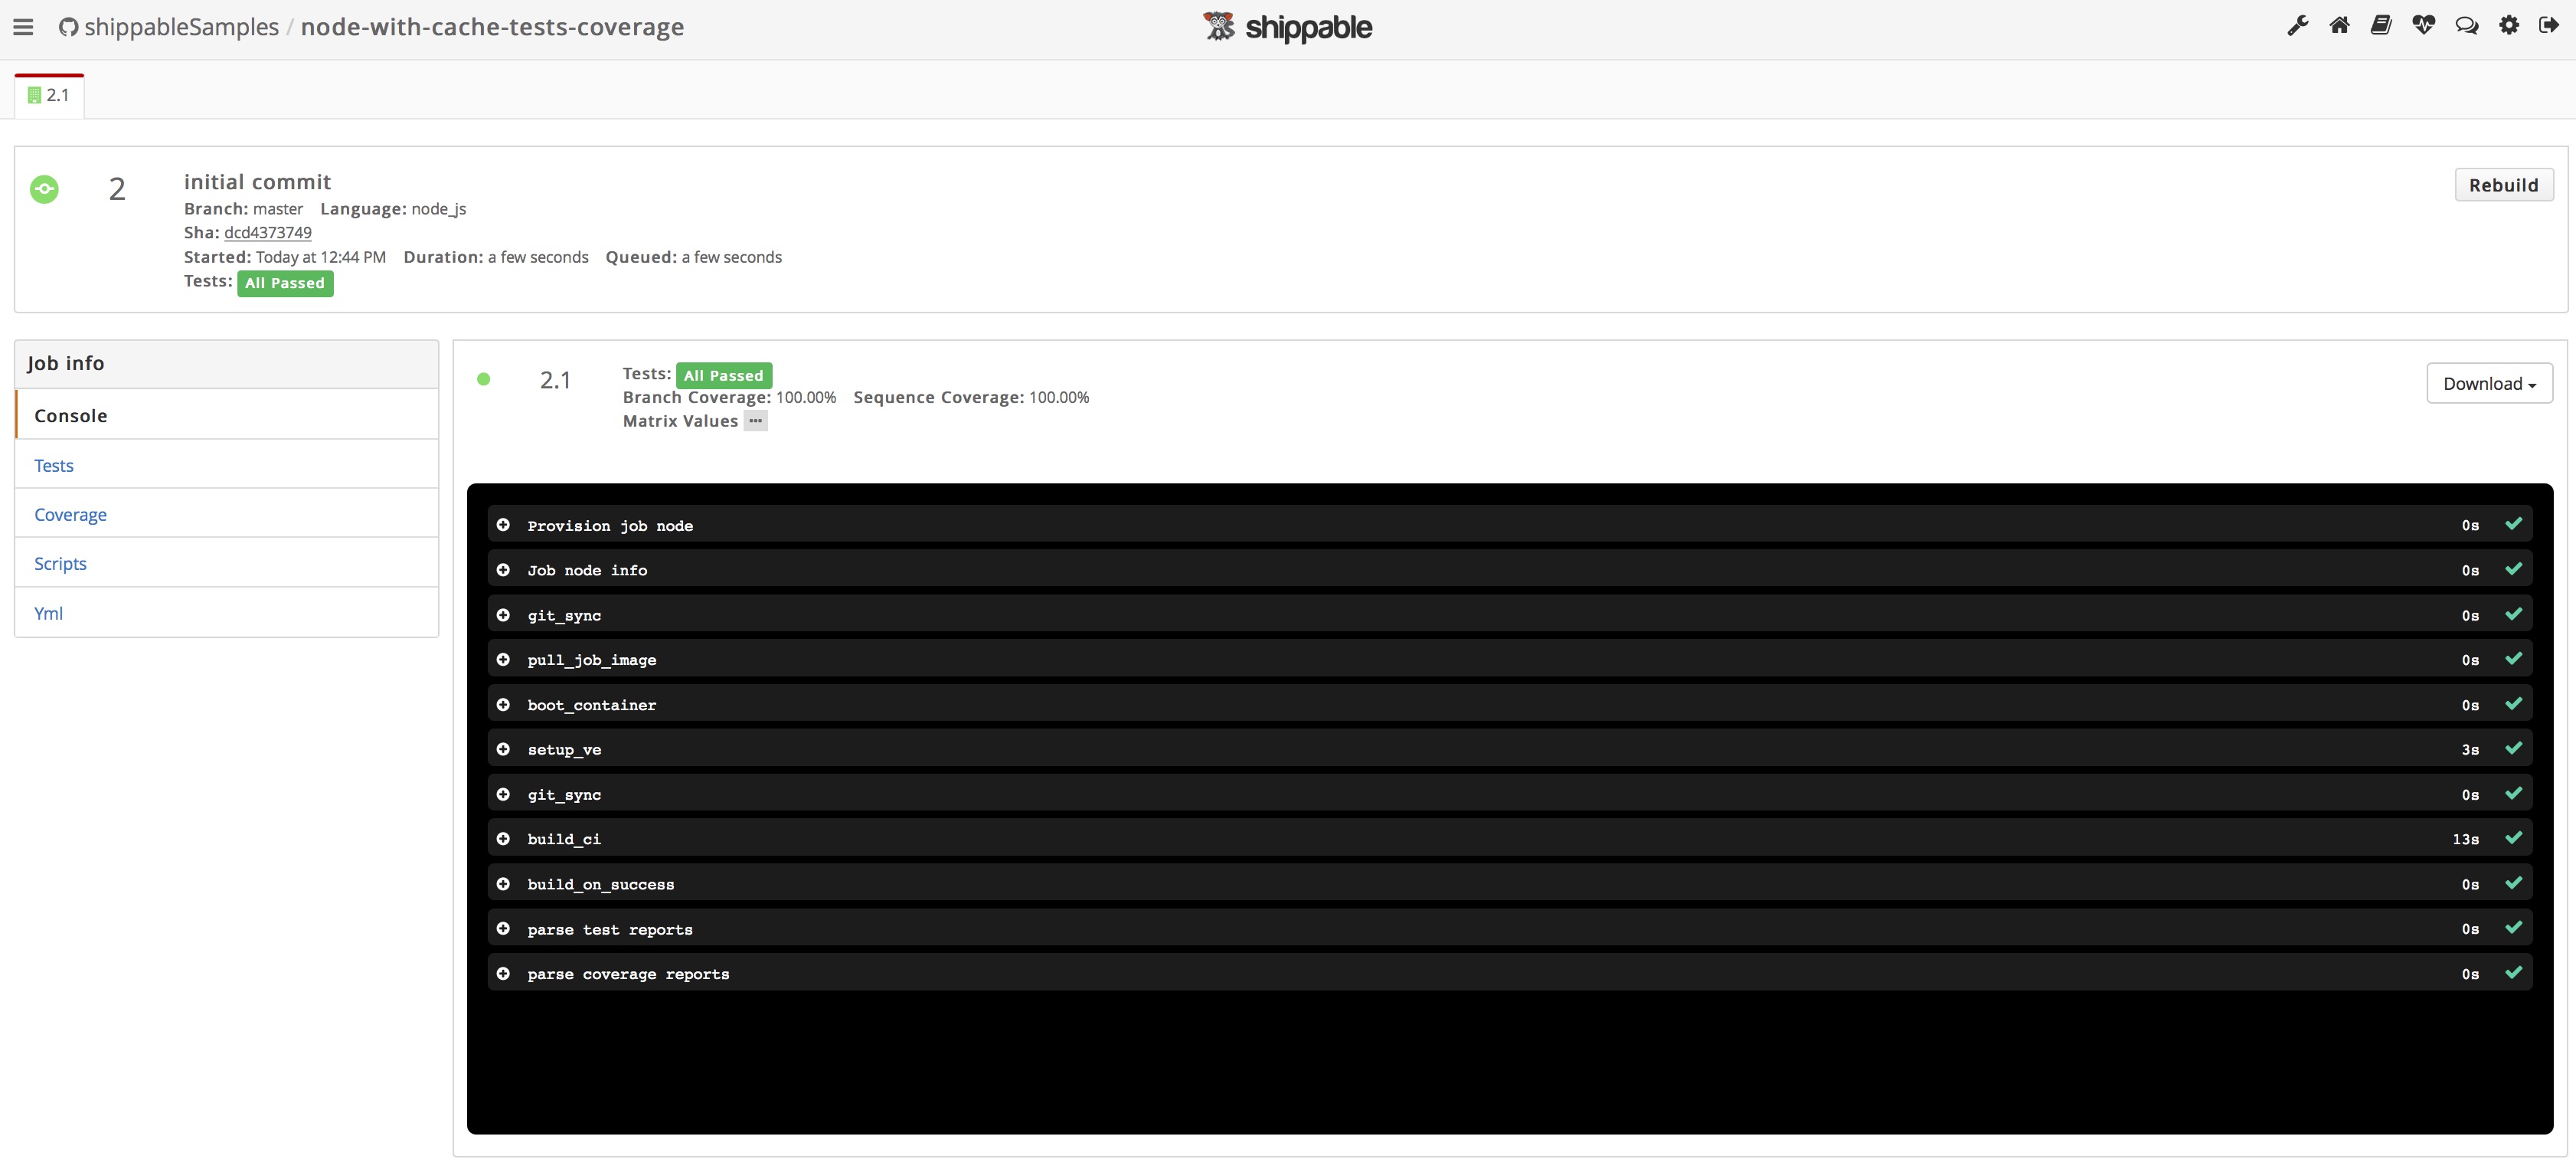 shippableSamples / node-with-cache-tests-coverage
shippable
2.1
2
initial commit
Rebuild
Branch: master Language: node_js
Sha: dcd4373749
Started: Today at 12:44 PM Duration: a few seconds Queued: a few seconds
Tests: All Passed
Job info
Console
Tests
Coverage
Scripts
Yml
2.1
Tests: All Passed
Branch Coverage: 100.00% Sequence Coverage: 100.00%
Matrix Values ...
Download
Provision job node 0s
Job node info 0s
git_sync 0s
pull_job_image 0s
boot_container 0s
setup_ve 3s
git_sync 0s
build_ci 13s
build_on_success 0s
parse test reports 0s
parse coverage reports 0s